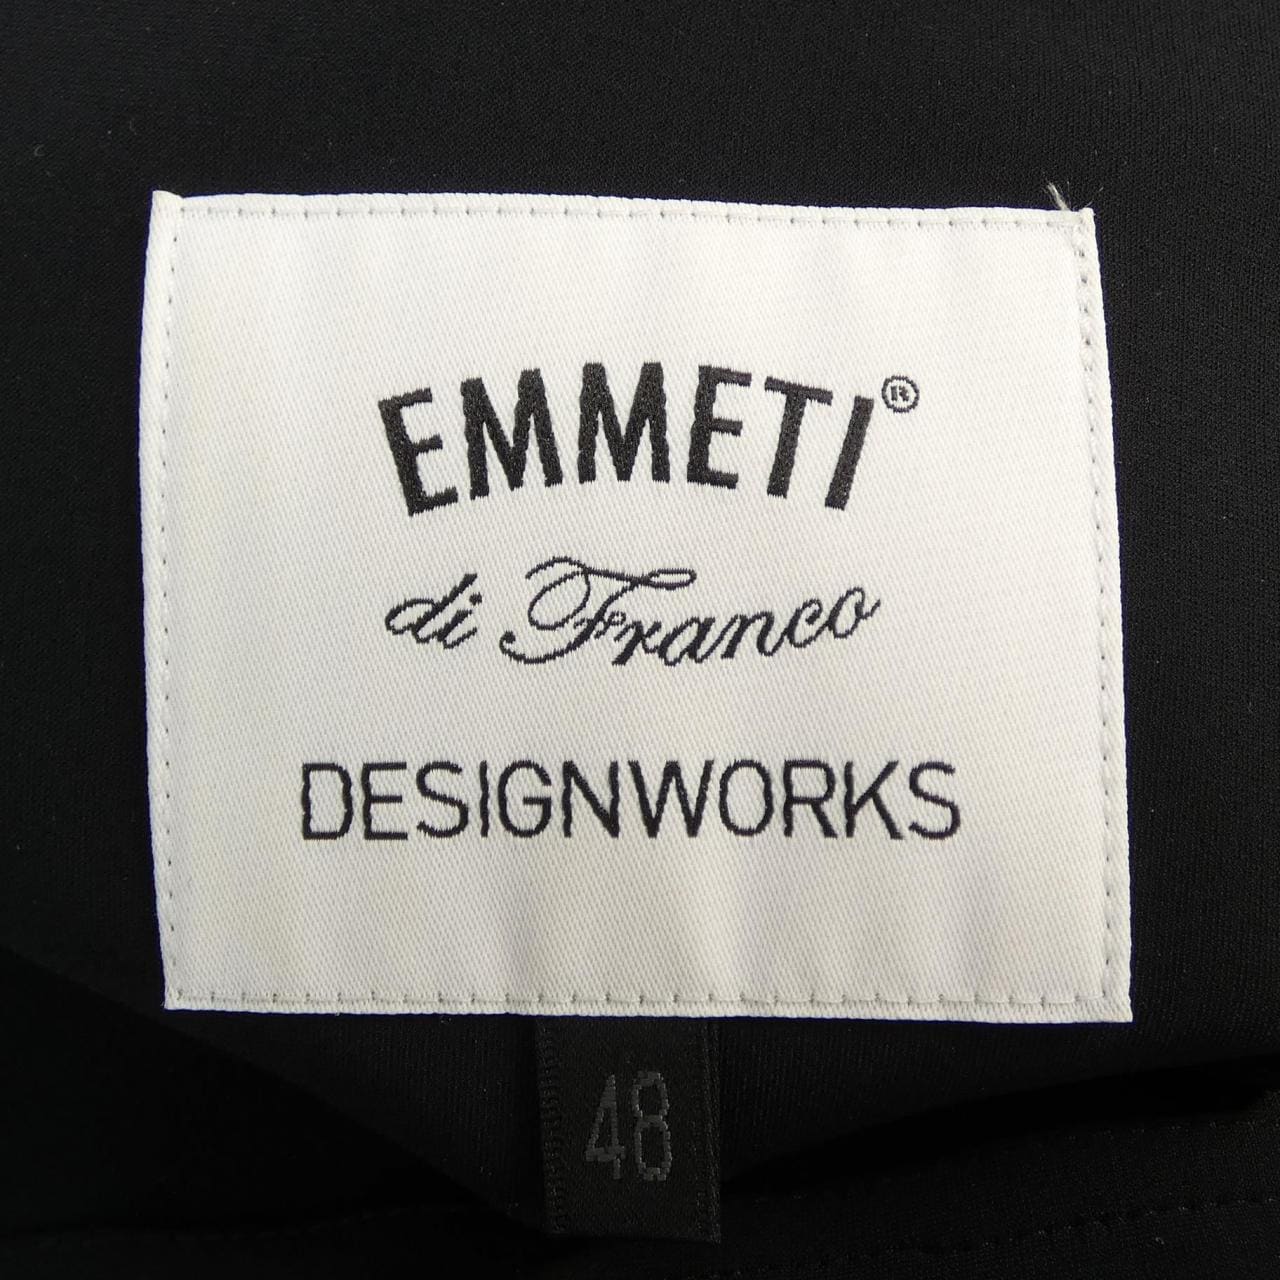 EMMETI®
di Franco
DESIGNWORKS
48